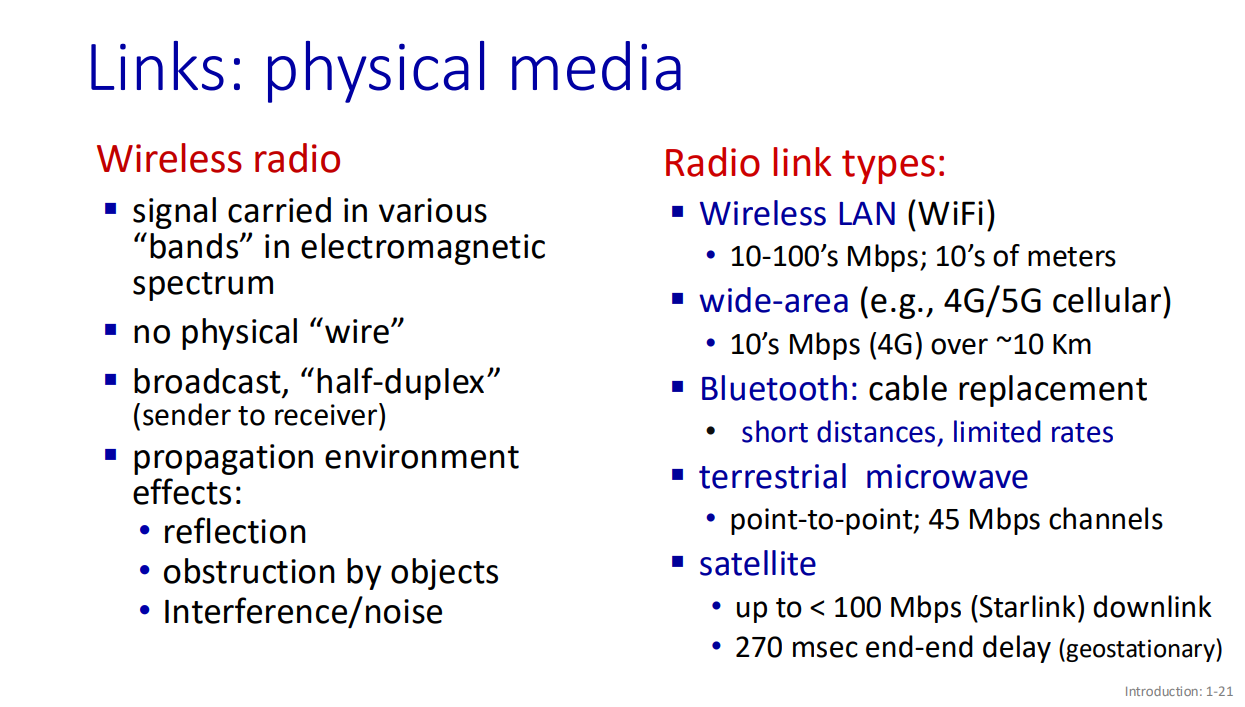 Links: physical media
Wireless radio
▪ signal carried in various
“bands” in electromagnetic
spectrum
▪ no physical “wire”
▪ broadcast, “half-duplex”
(sender to receiver)
▪ propagation environment
effects:
• reflection
• obstruction by objects
• Interference/noise
Radio link types:
▪ Wireless LAN (WiFi)
• 10-100’s Mbps; 10’s of meters
▪ wide-area (e.g., 4G/5G cellular)
• 10’s Mbps (4G) over ~10 Km
▪ Bluetooth: cable replacement
• short distances, limited rates
▪ terrestrial microwave
• point-to-point; 45 Mbps channels
▪ satellite
• up to < 100 Mbps (Starlink) downlink
• 270 msec end-end delay (geostationary)
Introduction: 1-21